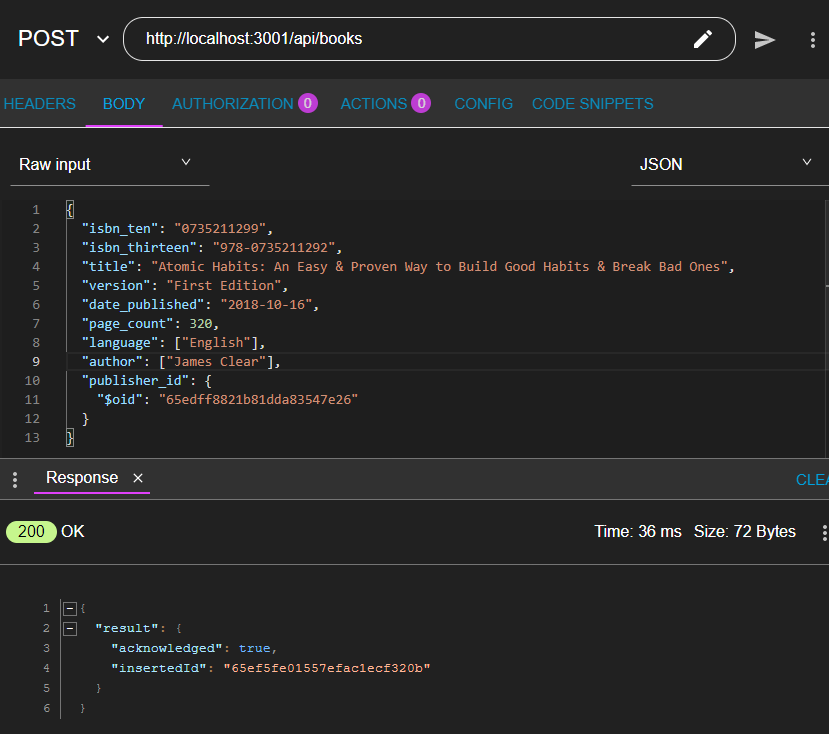 POST http://localhost:3001/api/books
HEADERS BODY AUTHORIZATION 0 ACTIONS 0 CONFIG CODE SNIPPETS
Raw input JSON
1 {
2 "isbn_ten": "0735211299",
3 "isbn_thirteen": "978-0735211292",
4 "title": "Atomic Habits: An Easy & Proven Way to Build Good Habits & Break Bad Ones",
5 "version": "First Edition",
6 "date_published": "2018-10-16",
7 "page_count": 320,
8 "language": ["English"],
9 "author": ["James Clear"],
10 "publisher_id": {
11 "$oid": "65edff8821b81dda83547e26"
12 }
13 }
Response × CLEA
200 OK Time: 36 ms Size: 72 Bytes
1 {
2 "result": {
3 "acknowledged": true,
4 "insertedId": "65ef5fe01557efac1ecf320b"
5 }
6 }